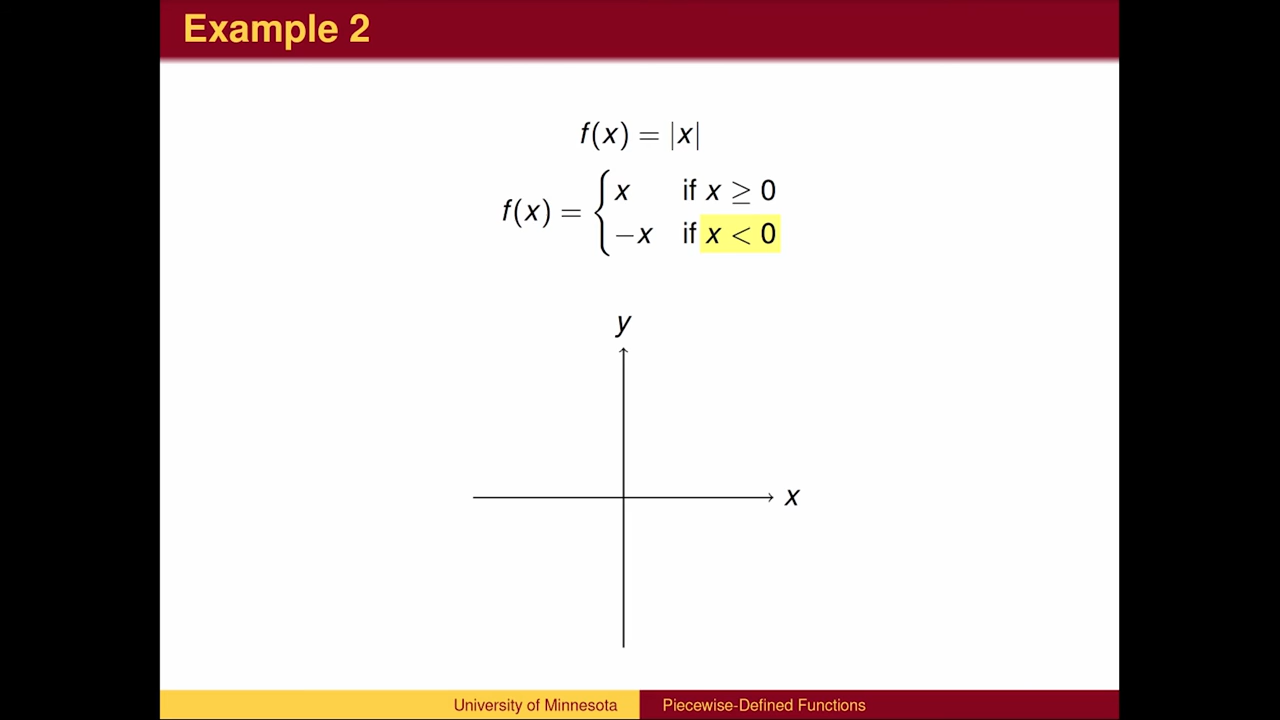 Example 2
f(x) = |x|
f(x) = { x if x ≥ 0
−x if x < 0
y
x
University of Minnesota Piecewise-Defined Functions